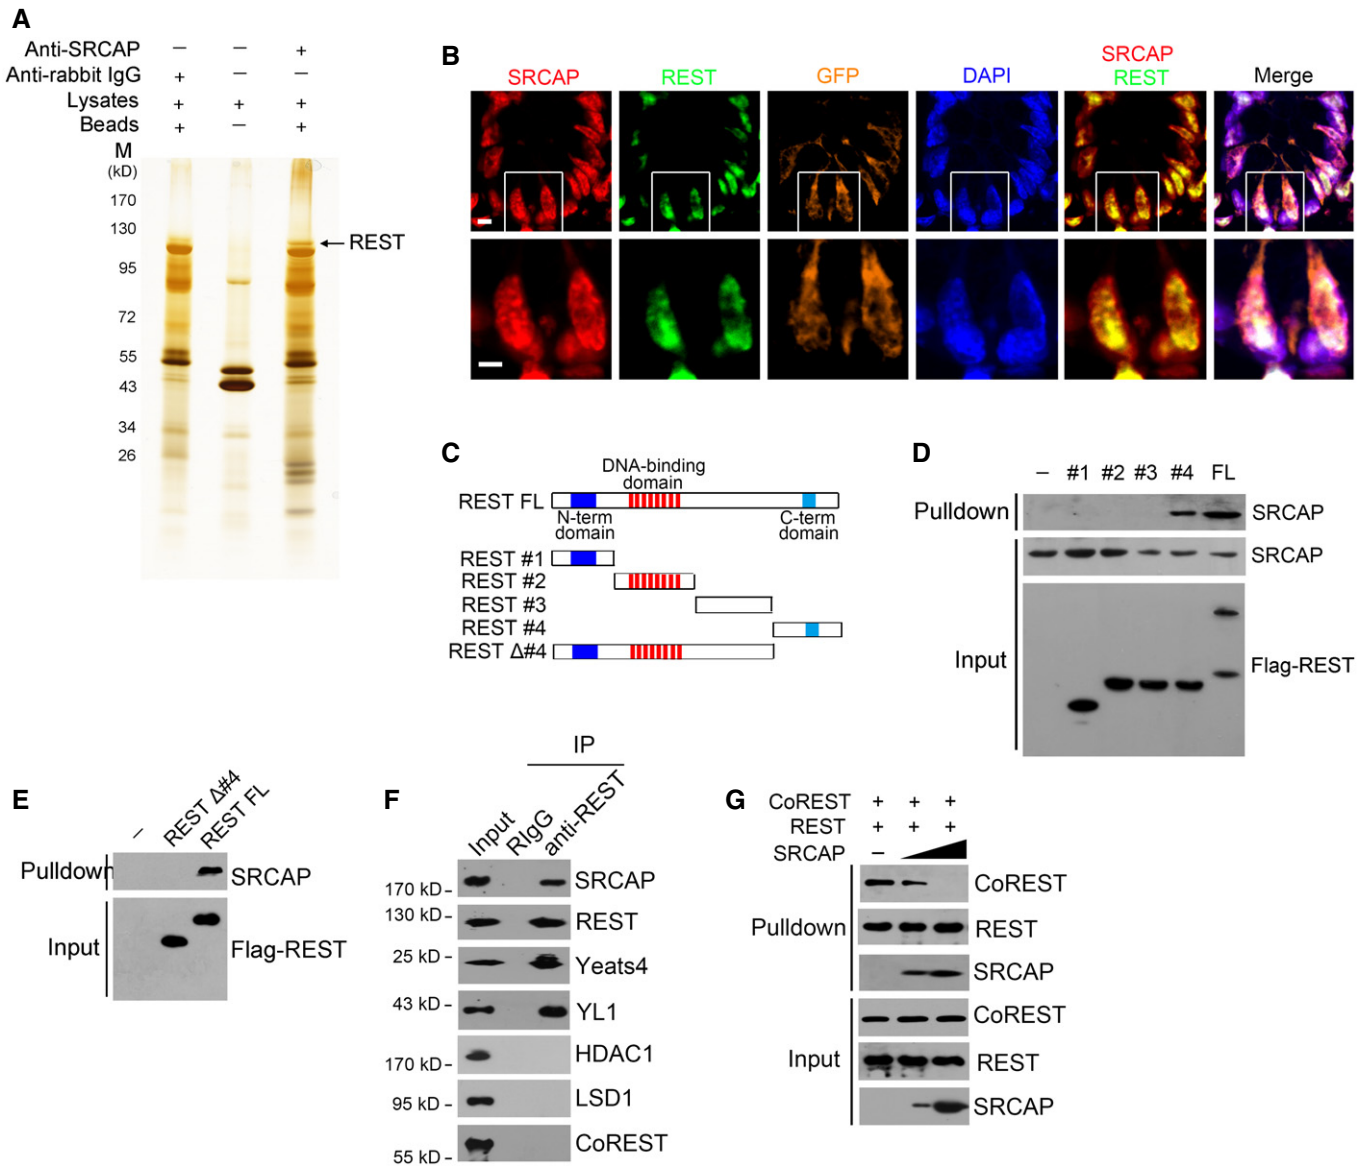 A
Anti-SRCAP − − +
Anti-rabbit IgG + − −
Lysates + + +
Beads + − +
M
(kD)
170
130
95
72
55
43
34
26
REST
B
SRCAP REST GFP DAPI SRCAP REST Merge
C
DNA-binding
domain
REST FL
N-term
domain
C-term
domain
REST #1
REST #2
REST #3
REST #4
REST Δ#4
D
− #1 #2 #3 #4 FL
Pulldown SRCAP
SRCAP
Input
Flag-REST
E
− REST Δ#4 REST FL
Pulldown SRCAP
Input Flag-REST
F
IP
Input RIgG anti-REST
170 kD SRCAP
130 kD REST
25 kD Yeats4
43 kD YL1
170 kD HDAC1
95 kD LSD1
55 kD CoREST
G
CoREST + + +
REST + + +
SRCAP −
CoREST
Pulldown REST
SRCAP
CoREST
Input REST
SRCAP